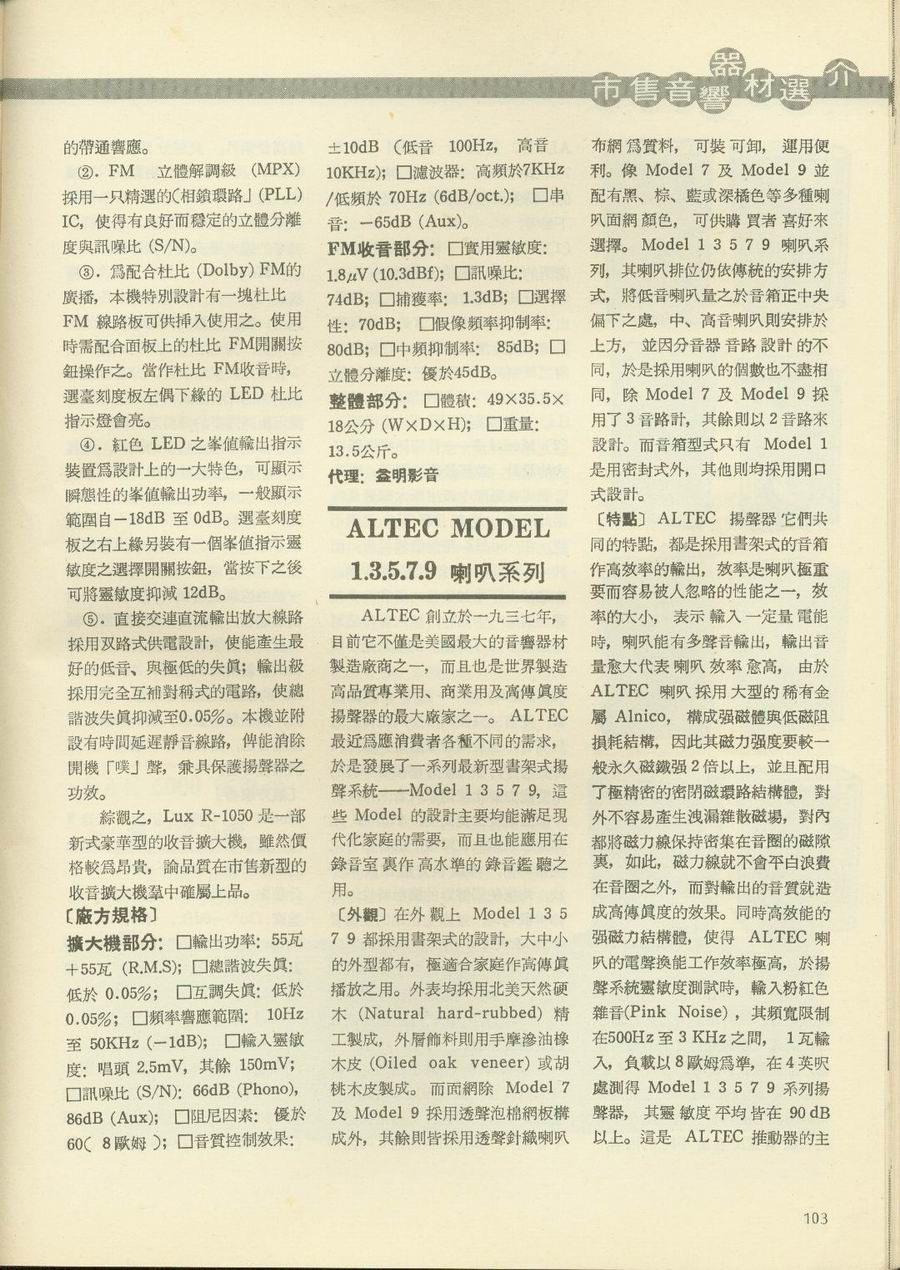 市售音響器材選介
的帶通響應。
②．FM　立體解調級 (MPX)
採用一只精選的〔相鎖環路」(PLL)
IC，使得有良好而穩定的立體分離
度與訊噪比 (S/N)。
③．爲配合杜比 (Dolby) FM的
廣播，本機特別設計有一塊杜比
FM 線路板可供挿入使用之。使用
時需配合面板上的杜比 FM開關按
鈕操作之。當作杜比 FM收音時，
選臺刻度板左偶下緣的 LED 杜比
指示燈會亮。
④．紅色 LED 之峯値輸出指示
裝置爲設計上的一大特色，可顯示
瞬態性的峯値輸出功率，一般顯示
範圍自－18dB 至 0dB。選臺刻度
板之右上緣另裝有一個峯値指示靈
敏度之選擇開關按鈕，當按下之後
可將靈敏度抑減 12dB。
⑤．直接交連直流輸出放大線路
採用双路式供電設計，使能產生最
好的低音、與極低的失眞；輸出級
採用完全互補對稱式的電路，使總
諧波失眞抑減至0.05%。本機並附
設有時間延遲靜音線路，俾能消除
開機「噗」聲，兼具保護揚聲器之
功效。
綜觀之，Lux R-1050 是一部
新式豪華型的收音擴大機，雖然價
格較爲昂貴，論品質在市售新型的
收音擴大機羣中確屬上品。
〔廠方規格〕
擴大機部分：□輸出功率：55瓦
＋55瓦 (R.M.S)；□總諧波失眞：
低於 0.05%；□互調失眞：低於
0.05%；□頻率響應範圍：10Hz
至 50KHz (－1dB)；□輸入靈敏
度：唱頭 2.5mV，其餘 150mV；
□訊噪比 (S/N)：66dB (Phono)，
86dB (Aux)；□阻尼因素：優於
60( 8 歐姆 )；□音質控制效果：
±10dB (低音 100Hz，高音
10KHz)；□濾波器：高頻於7KHz
/低頻於 70Hz (6dB/oct.)；□串
音：－65dB (Aux)。
FM收音部分：□實用靈敏度：
1.8μV (10.3dBf)；□訊噪比：
74dB；□捕獲率：1.3dB；□選擇
性：70dB；□假像頻率抑制率：
80dB；□中頻抑制率：85dB；□
立體分離度：優於45dB。
整體部分：□體積：49×35.5×
18公分 (W×D×H)；□重量：
13.5公斤。
代理：益明影音
ALTEC MODEL
1.3.5.7.9 喇叭系列
ALTEC 創立於一九三七年，
目前它不僅是美國最大的音響器材
製造廠商之一，而且也是世界製造
高品質專業用、商業用及高傳眞度
揚聲器的最大廠家之一。ALTEC
最近爲應消費者各種不同的需求，
於是發展了一系列最新型書架式揚
聲系統——Model 1 3 5 7 9，這
些 Model 的設計主要均能滿足現
代化家庭的需要，而且也能應用在
錄音室裏作高水準的錄音鑑聽之
用。
〔外觀〕在外觀上 Model 1 3 5
7 9 都採用書架式的設計，大中小
的外型都有，極適合家庭作高傳眞
播放之用。外表均採用北美天然硬
木 (Natural hard-rubbed) 精
工製成，外層飾料則用手摩滲油橡
木皮 (Oiled oak veneer) 或胡
桃木皮製成。而面網除 Model 7
及 Model 9 採用透聲泡棉網板構
成外，其餘則皆採用透聲針織喇叭
布網爲質料，可裝可卸，運用便
利。像 Model 7 及 Model 9 並
配有黑、棕、藍或深橘色等多種喇
叭面網顏色，可供購買者喜好來
選擇。Model 1 3 5 7 9 喇叭系
列，其喇叭排位仍依傳統的安排方
式，將低音喇叭量之於音箱正中央
偏下之處，中、高音喇叭則安排於
上方，並因分音器音路設計的不
同，於是採用喇叭的個數也不盡相
同，除 Model 7 及 Model 9 採
用了 3 音路計，其餘則以 2 音路來
設計。而音箱型式只有 Model 1
是用密封式外，其他則均採用開口
式設計。
〔特點〕ALTEC 揚聲器它們共
同的特點，都是採用書架式的音箱
作高效率的輸出，效率是喇叭極重
要而容易被人忽略的性能之一，效
率的大小，表示輸入一定量電能
時，喇叭能有多聲音輸出，輸出音
量愈大代表喇叭效率愈高，由於
ALTEC 喇叭採用大型的稀有金
屬 Alnico，構成强磁體與低磁阻
損耗結構，因此其磁力强度要較一
般永久磁鐵强 2 倍以上，並且配用
了極精密的密閉磁環路結構體，對
外不容易產生洩漏雜散磁場，對內
都將磁力線保持密集在音圈的磁隙
裏，如此，磁力線就不會平白浪費
在音圈之外，而對輸出的音質就造
成高傳眞度的效果。同時高效能的
强磁力結構體，使得 ALTEC 喇
叭的電聲換能工作效率極高，於揚
聲系統靈敏度測試時，輸入粉紅色
雜音(Pink Noise)，其頻寬限制
在500Hz 至 3 KHz 之間，1 瓦輸
入，負載以 8 歐姆爲準，在 4 英呎
處測得 Model 1 3 5 7 9 系列揚
聲器，其靈敏度平均皆在 90 dB
以上。這是 ALTEC 推動器的主
103